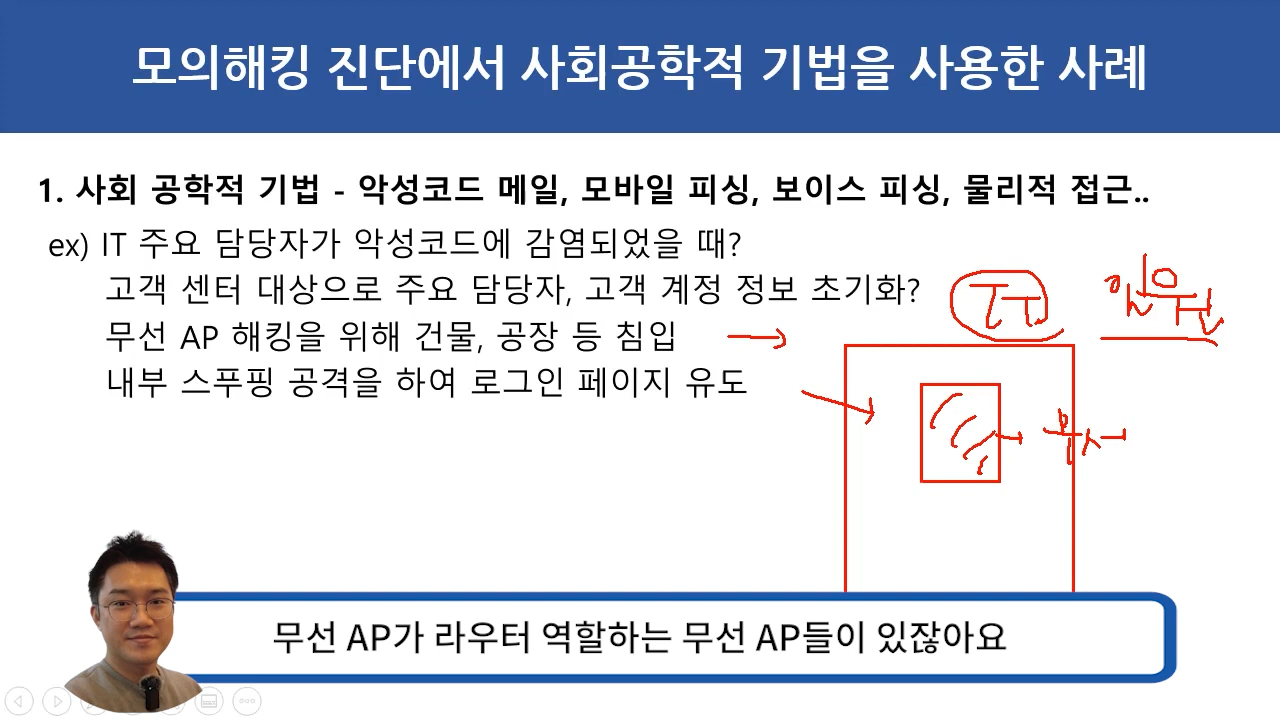 모의해킹 진단에서 사회공학적 기법을 사용한 사례
1. 사회 공학적 기법 - 악성코드 메일, 모바일 피싱, 보이스 피싱, 물리적 접근..
ex) IT 주요 담당자가 악성코드에 감염되었을 때?
고객 센터 대상으로 주요 담당자, 고객 계정 정보 초기화?
무선 AP 해킹을 위해 건물, 공장 등 침입
내부 스푸핑 공격을 하여 로그인 페이지 유도
무선 AP가 라우터 역할하는 무선 AP들이 있잖아요